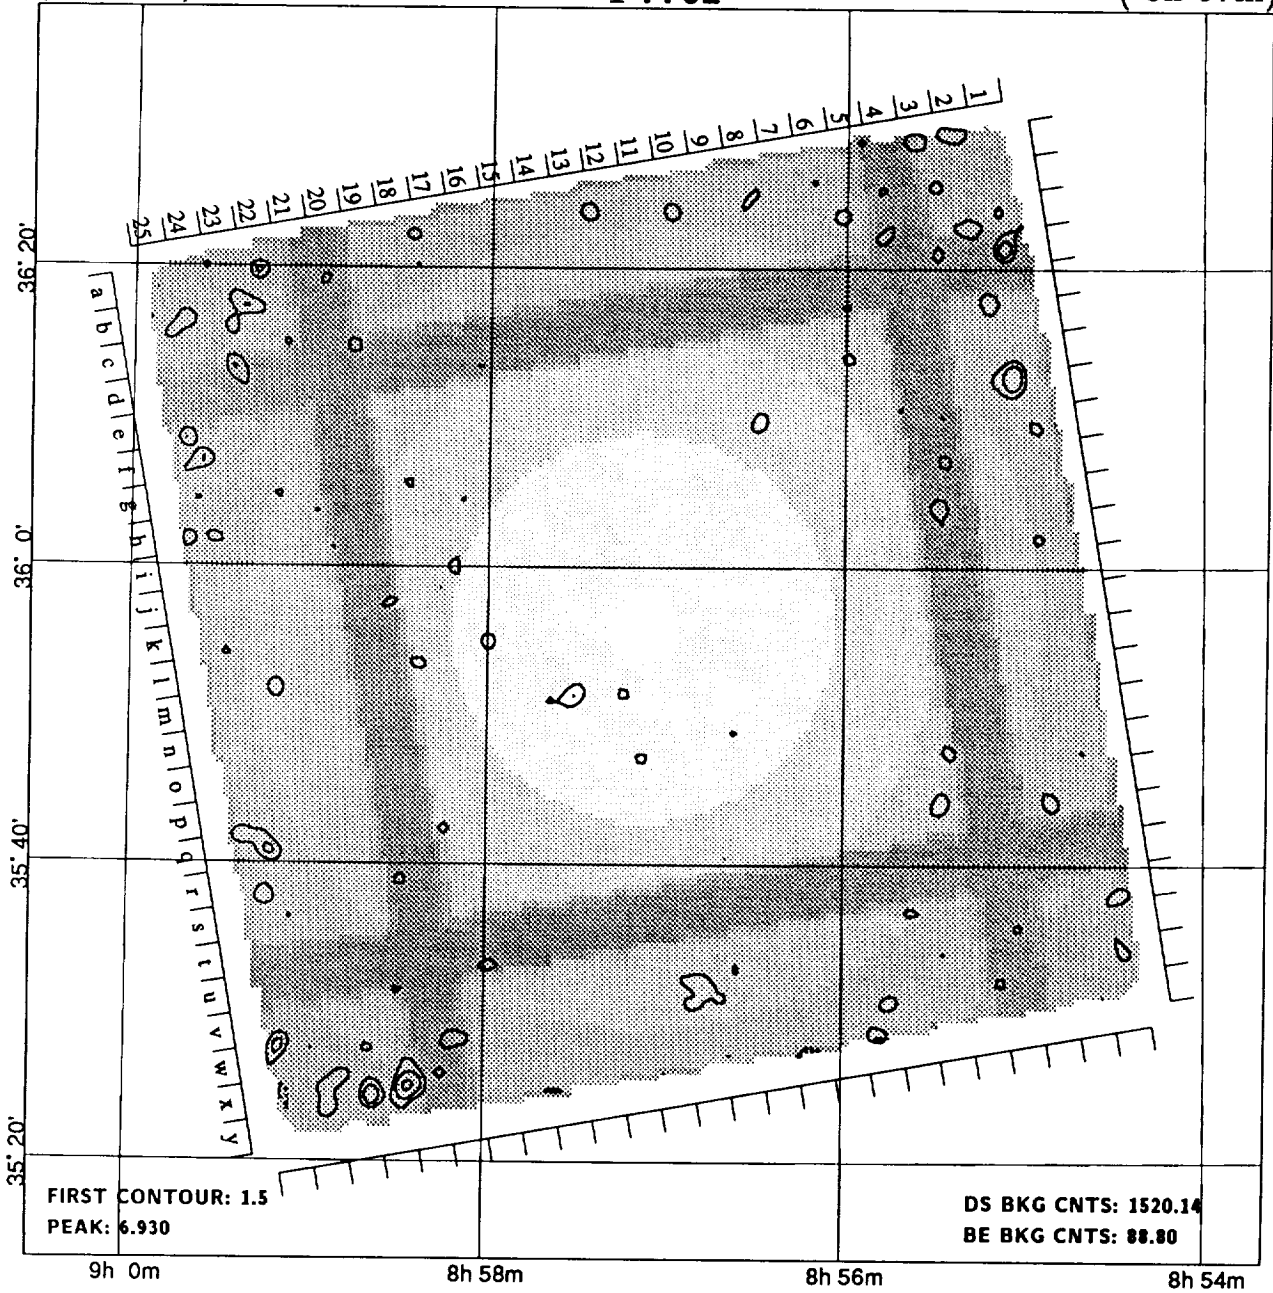 1 2 3 4 5 6 7 8 9 10 11 12 13 14 15 16 17 18 19 20 21 22 23 24 25
a b c d e f g h i j k l m n o p q r s t u v w x y
36° 20'
36° 0'
35° 40'
35° 20'
FIRST CONTOUR: 1.5
PEAK: 6.930
DS BKG CNTS: 1520.14
BE BKG CNTS: 88.80
9h 0m
8h 58m
8h 56m
8h 54m